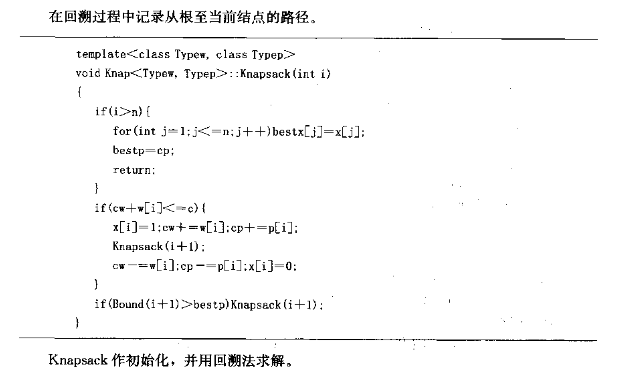 在回溯过程中记录从根至当前结点的路径。
template<class Typew, class Typep>
void Knap<Typew, Typep>::Knapsack(int i)
{
if(i>n){
for(int j=1;j<=n;j++)bestx[j]=x[j];
bestp=cp;
return;
}
if(cw+w[i]<=c){
x[i]=1;cw+=w[i];cp+=p[i];
Knapsack(i+1);
cw-=w[i];cp-=p[i];x[i]=0;
}
if(Bound(i+1)>bestp)Knapsack(i+1);
}
Knapsack 作初始化，并用回溯法求解。